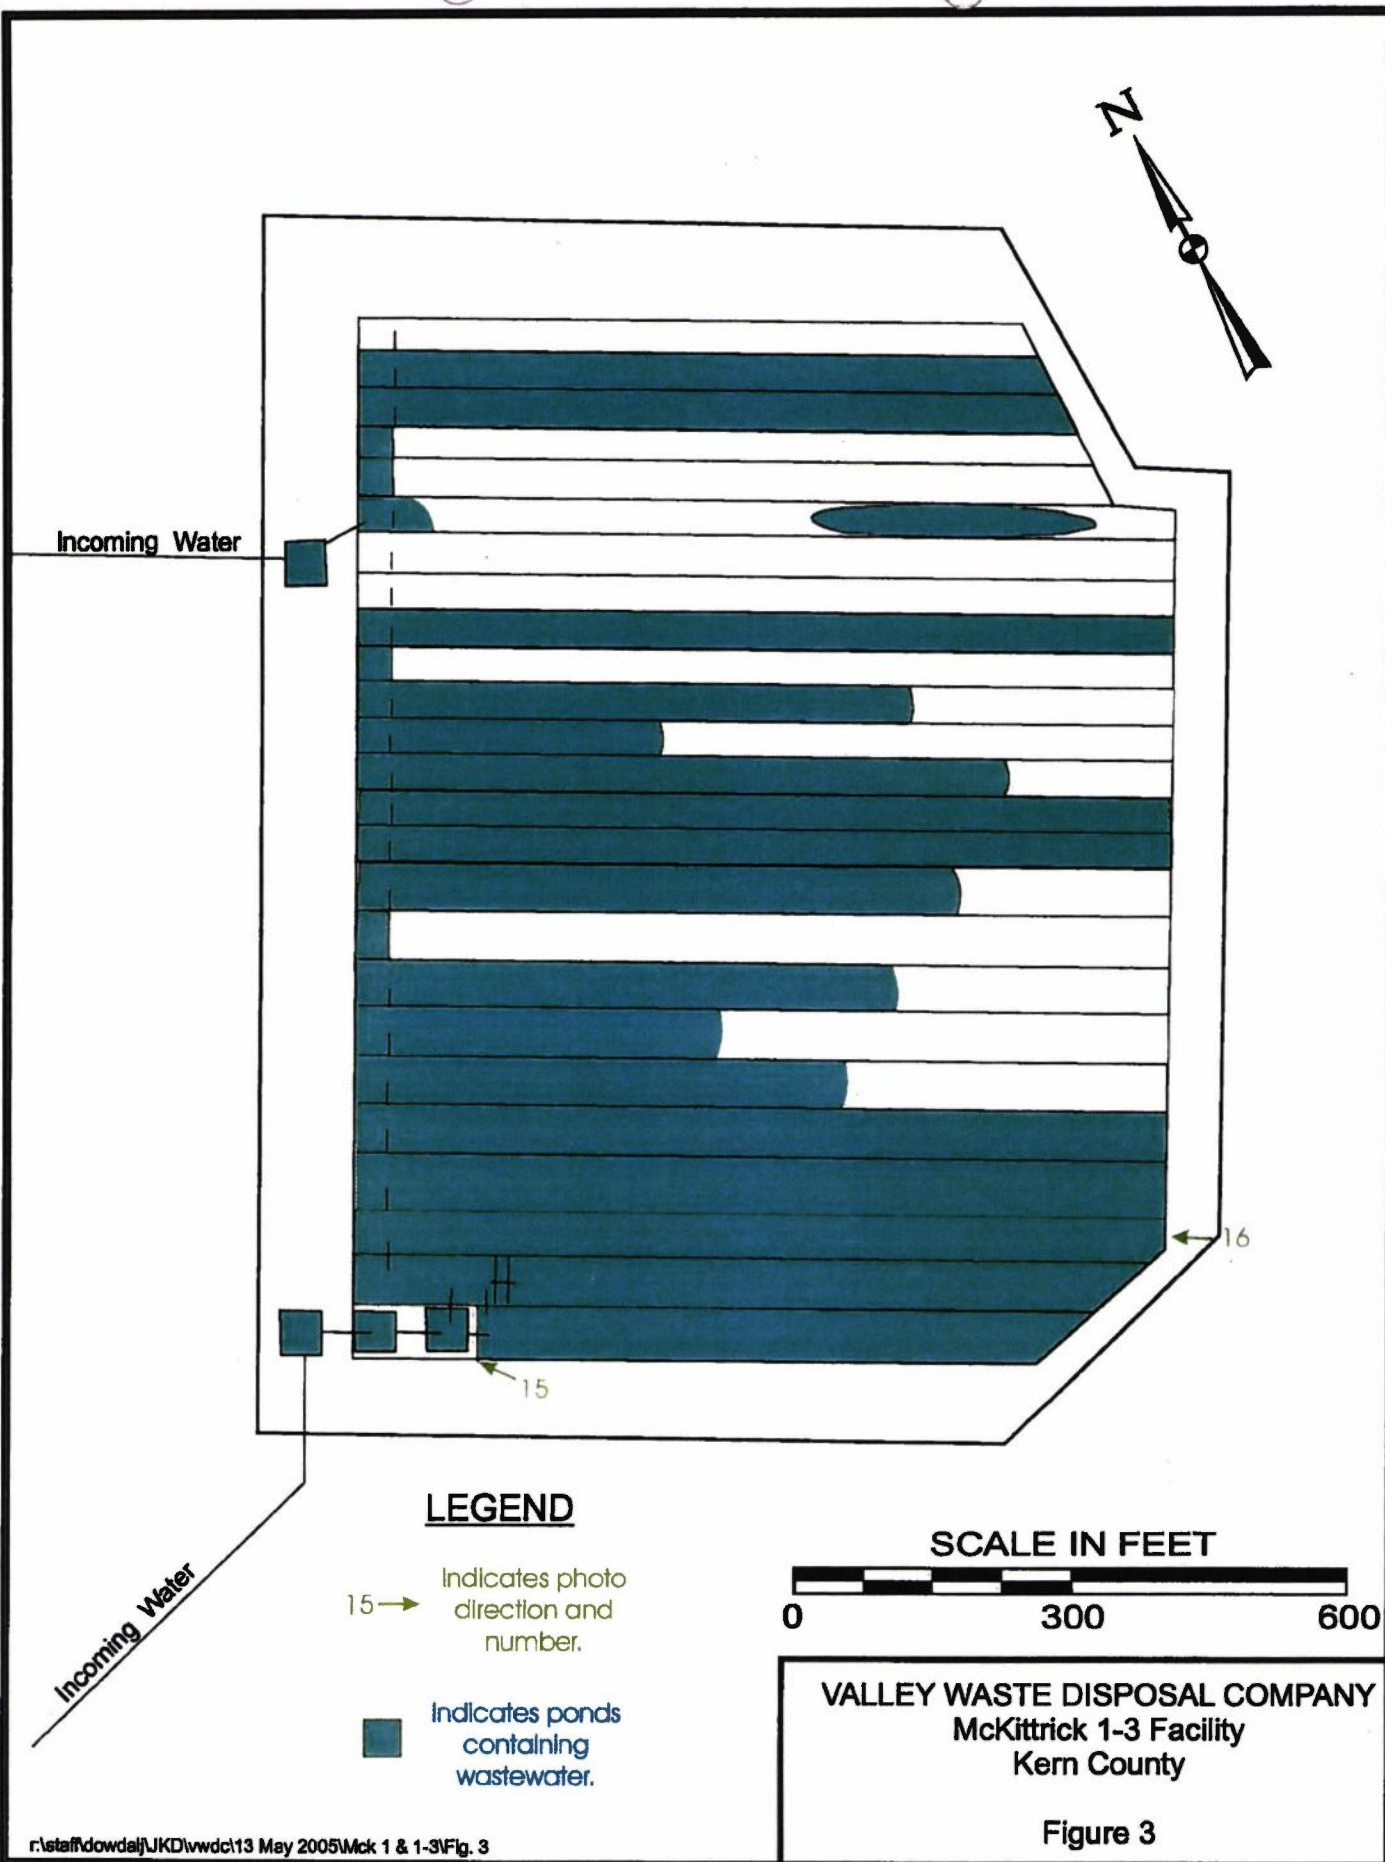 N
Incoming Water
16
15
Incoming Water
LEGEND
15
Indicates photo
direction and
number.
Indicates ponds
containing
wastewater.
SCALE IN FEET
0 300 600
VALLEY WASTE DISPOSAL COMPANY
McKittrick 1-3 Facility
Kern County
Figure 3
r:\staff\dowdalj\JKD\vwdc\13 May 2005\Mck 1 & 1-3\Fig. 3